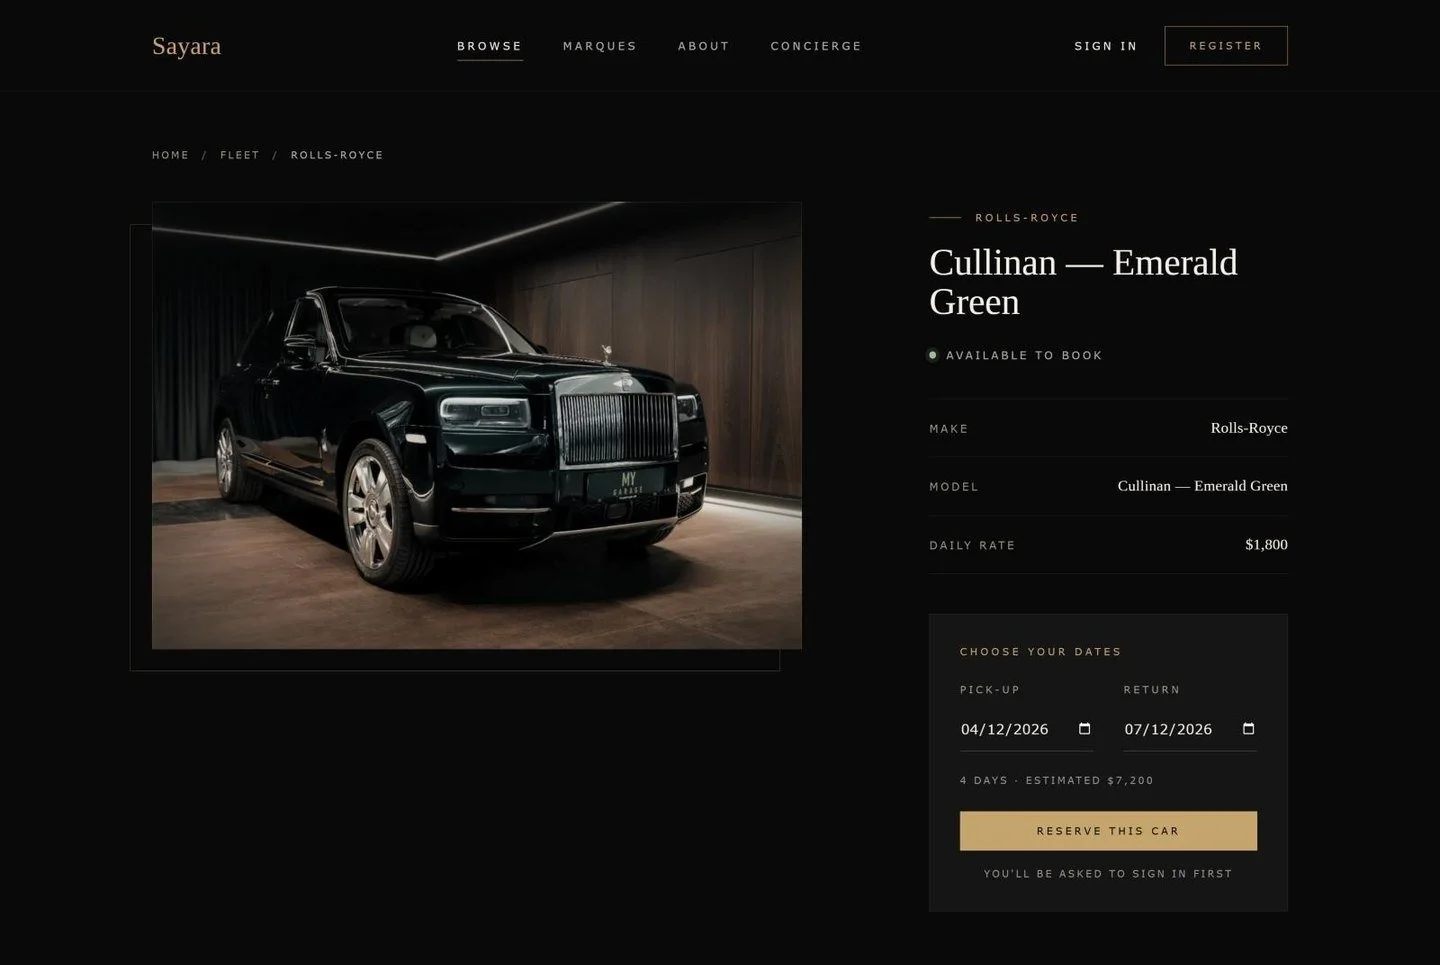 Sayara
BROWSE MARQUES ABOUT CONCIERGE
SIGN IN REGISTER
HOME / FLEET / ROLLS-ROYCE
MY
GARAGE
ROLLS-ROYCE
Cullinan — Emerald
Green
AVAILABLE TO BOOK
MAKE Rolls-Royce
MODEL Cullinan — Emerald Green
DAILY RATE $1,800
CHOOSE YOUR DATES
PICK-UP RETURN
04/12/2026 07/12/2026
4 DAYS · ESTIMATED $7,200
RESERVE THIS CAR
YOU'LL BE ASKED TO SIGN IN FIRST